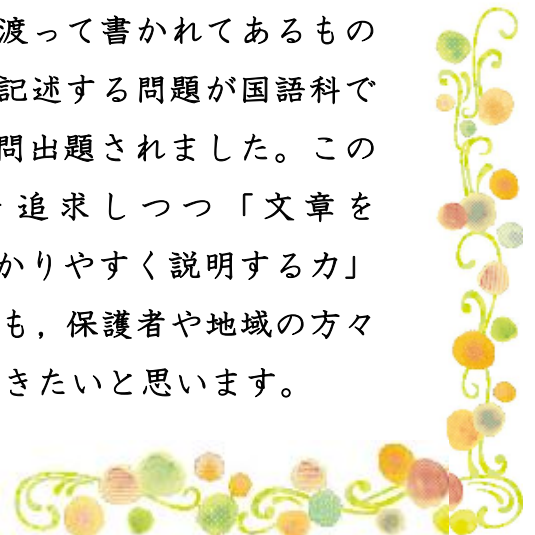 渡って書かれてあるもの
記述する問題が国語科で
問出題されました。この
追求しつつ「文章を
かりやすく説明する力」
も，保護者や地域の方々
きたいと思います。